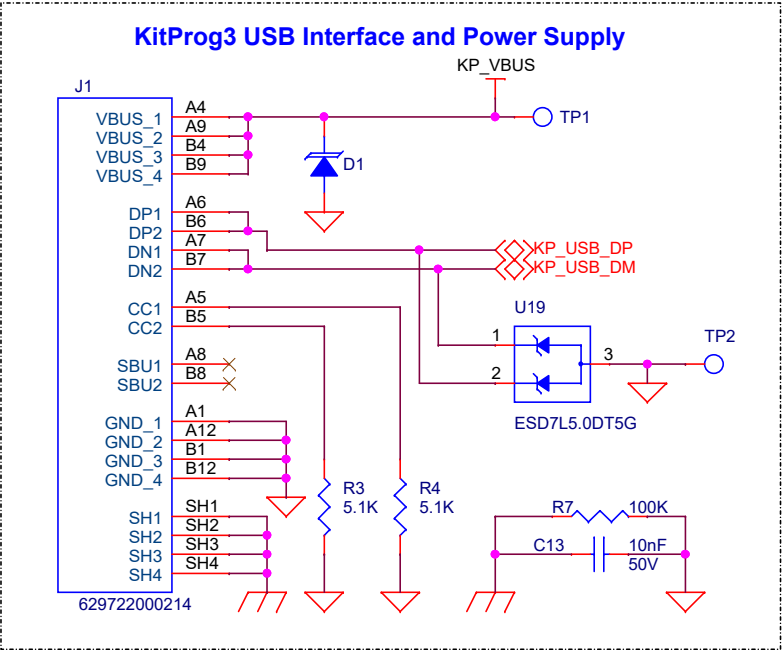 KitProg3 USB Interface and Power Supply
KP_VBUS
J1
VBUS_1 A4
TP1
VBUS_2 A9
VBUS_3 B4
VBUS_4 B9
D1
DP1 A6
DP2 B6
DN1 A7
DN2 B7
KP_USB_DP
KP_USB_DM
CC1 A5
CC2 B5
U19
1
2
3
TP2
ESD7L5.0DT5G
SBU1 A8
SBU2 B8
GND_1 A1
GND_2 A12
GND_3 B1
GND_4 B12
R3
5.1K
R4
5.1K
SH1 SH1
SH2 SH2
SH3 SH3
SH4 SH4
R7 100K
C13 10nF
50V
629722000214